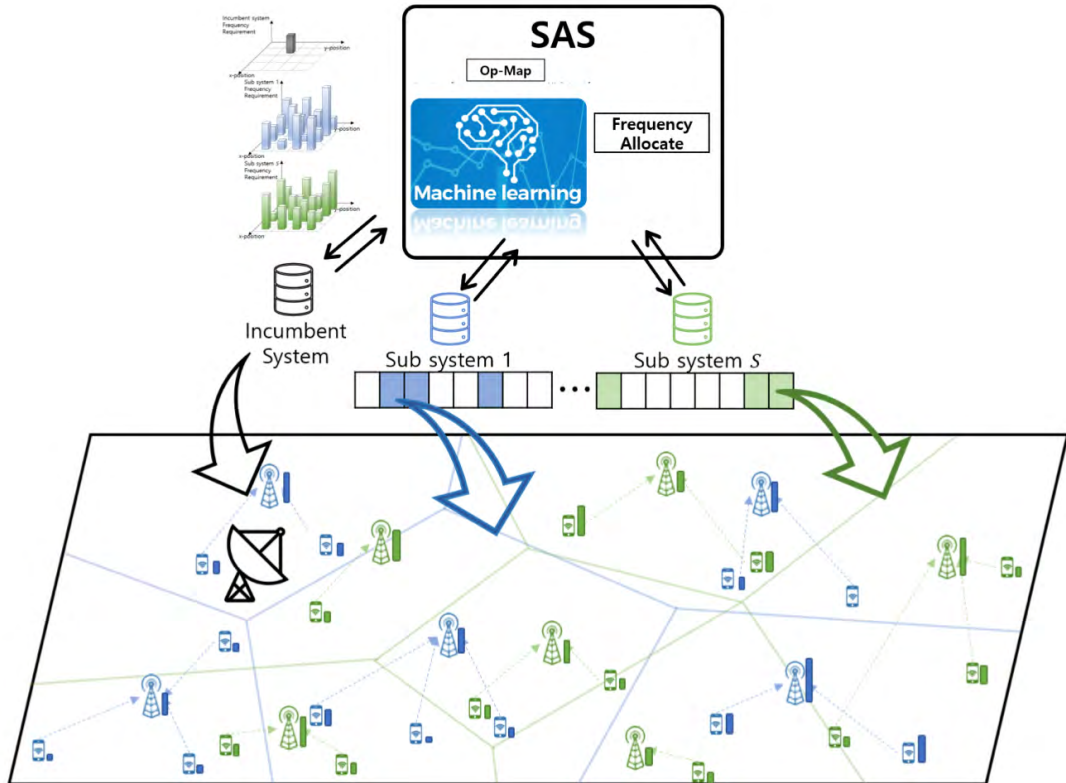 Incumbent system
Frequency
Requirement
y-position
x-position
Sub system 1
Frequency
Requirement
y-position
x-position
Sub system S
Frequency
Requirement
y-position
x-position
SAS
Op-Map
Machine learning
Frequency
Allocate
Incumbent
System
Sub system 1
...
Sub system S